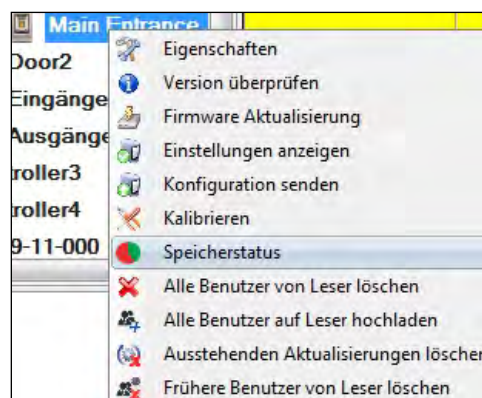 Main Entrance
Door2
Eingänge
Ausgänge
troller3
troller4
9-11-000
Eigenschaften
Version überprüfen
Firmware Aktualisierung
Einstellungen anzeigen
Konfiguration senden
Kalibrieren
Speicherstatus
Alle Benutzer von Leser löschen
Alle Benutzer auf Leser hochladen
Ausstehenden Aktualisierungen löschen
Frühere Benutzer von Leser löschen